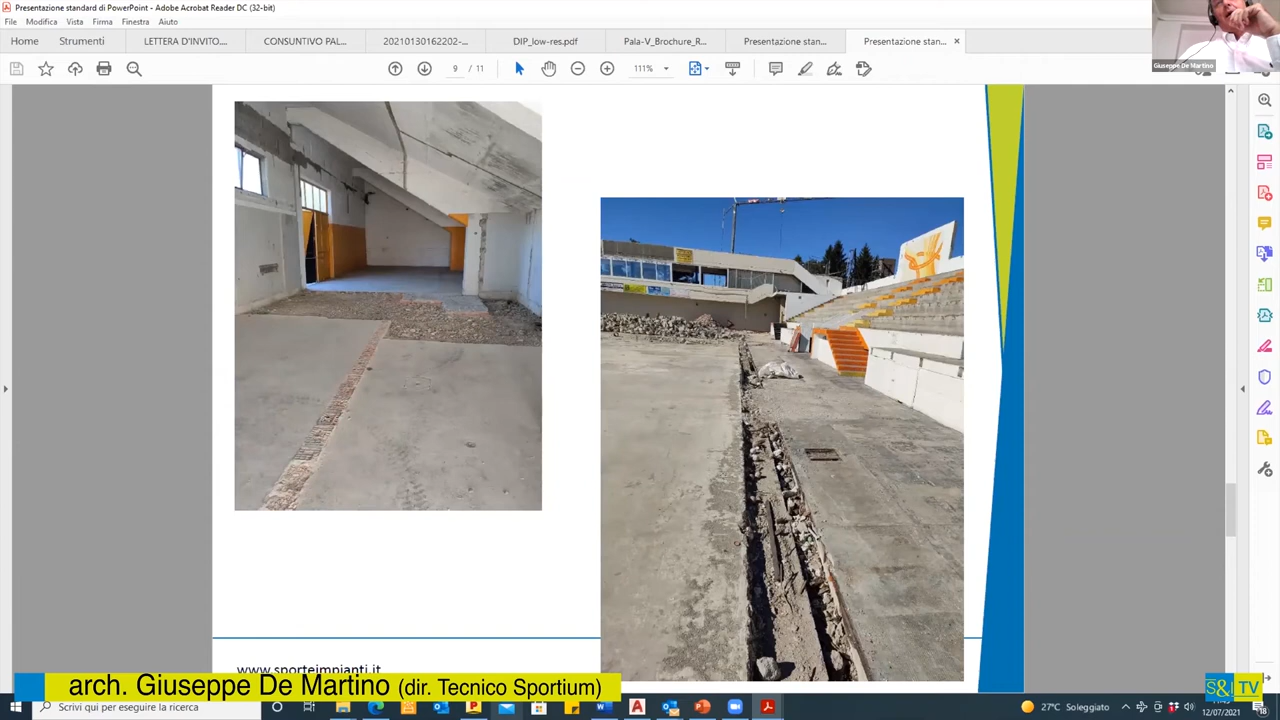 Presentazione standard di PowerPoint - Adobe Acrobat Reader DC (32-bit)
File Modifica Vista Firma Finestra Aiuto
Home Strumenti LETTERA D'INVITO.... CONSUNTIVO PAL... 20210130162202-... DIP_low-res.pdf Pala-V_Brochure_R... Presentazione stan... Presentazione stan... ×
9 / 11 111%
Giuseppe De Martino
www.sporteimpianti.it
arch. Giuseppe De Martino (dir. Tecnico Sportium)
S&I TV
Scrivi qui per eseguire la ricerca
27°C Soleggiato
12/07/2021
18